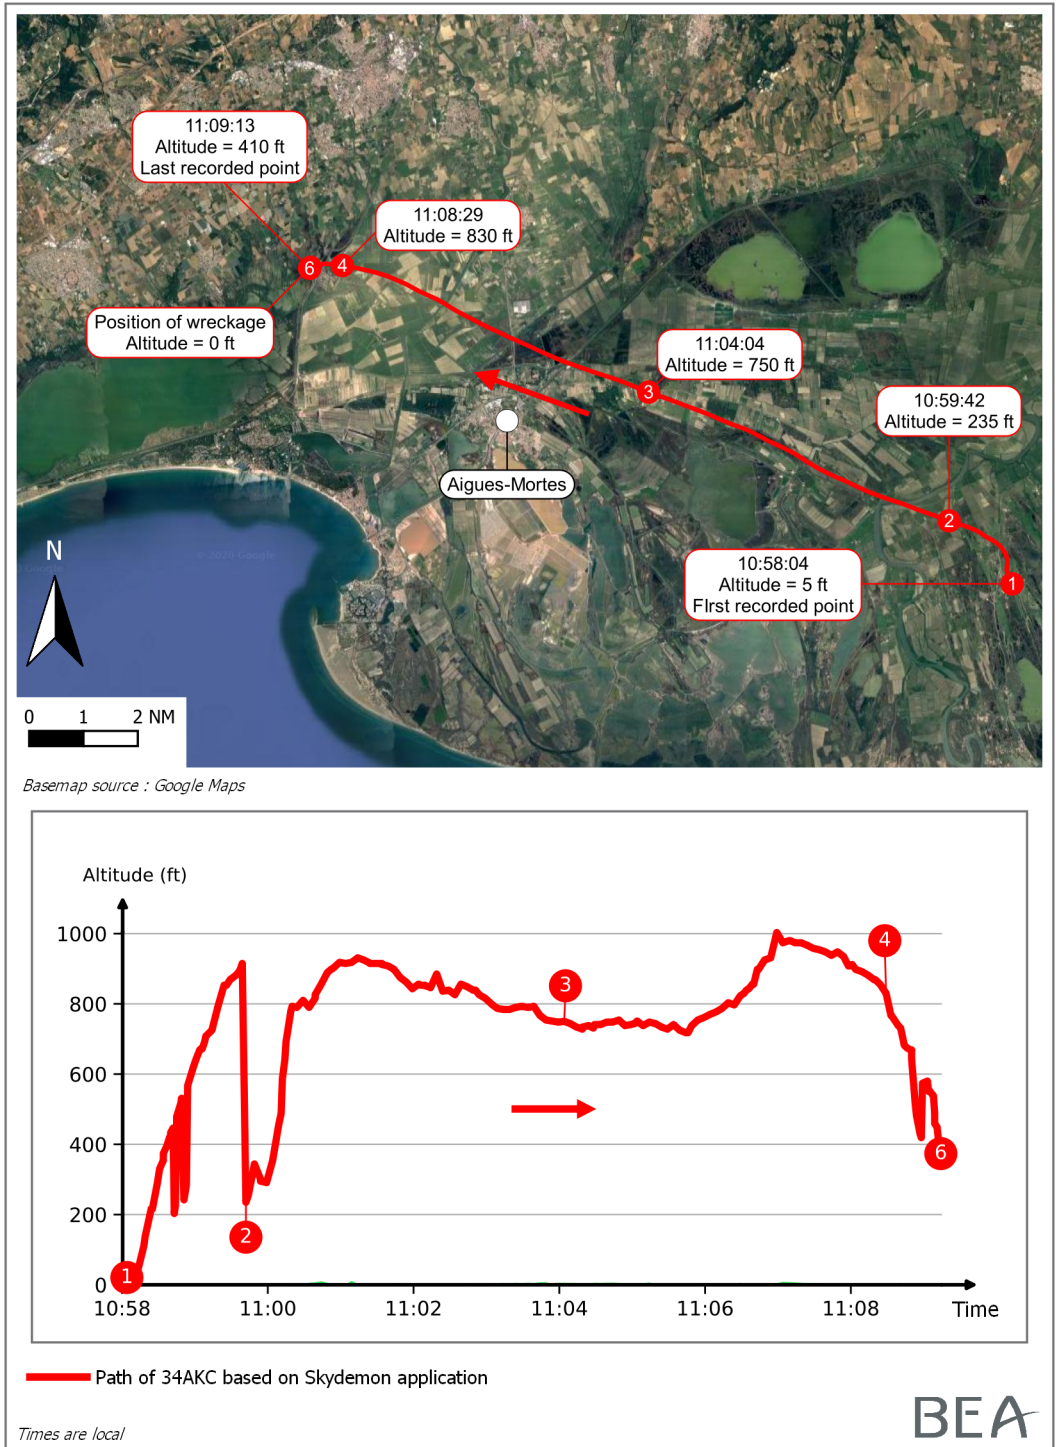 11:09:13
Altitude = 410 ft
Last recorded point
11:08:29
Altitude = 830 ft
6
4
Position of wreckage
Altitude = 0 ft
11:04:04
Altitude = 750 ft
3
10:59:42
Altitude = 235 ft
Aigues-Mortes
2
10:58:04
Altitude = 5 ft
FIrst recorded point
1
© 2020 Google
Google
N
0 1 2 NM
Basemap source : Google Maps
Altitude (ft)
1000
800
600
400
200
0
4
3
6
2
1
10:58 11:00 11:02 11:04 11:06 11:08 Time
Path of 34AKC based on Skydemon application
BEA
Times are local